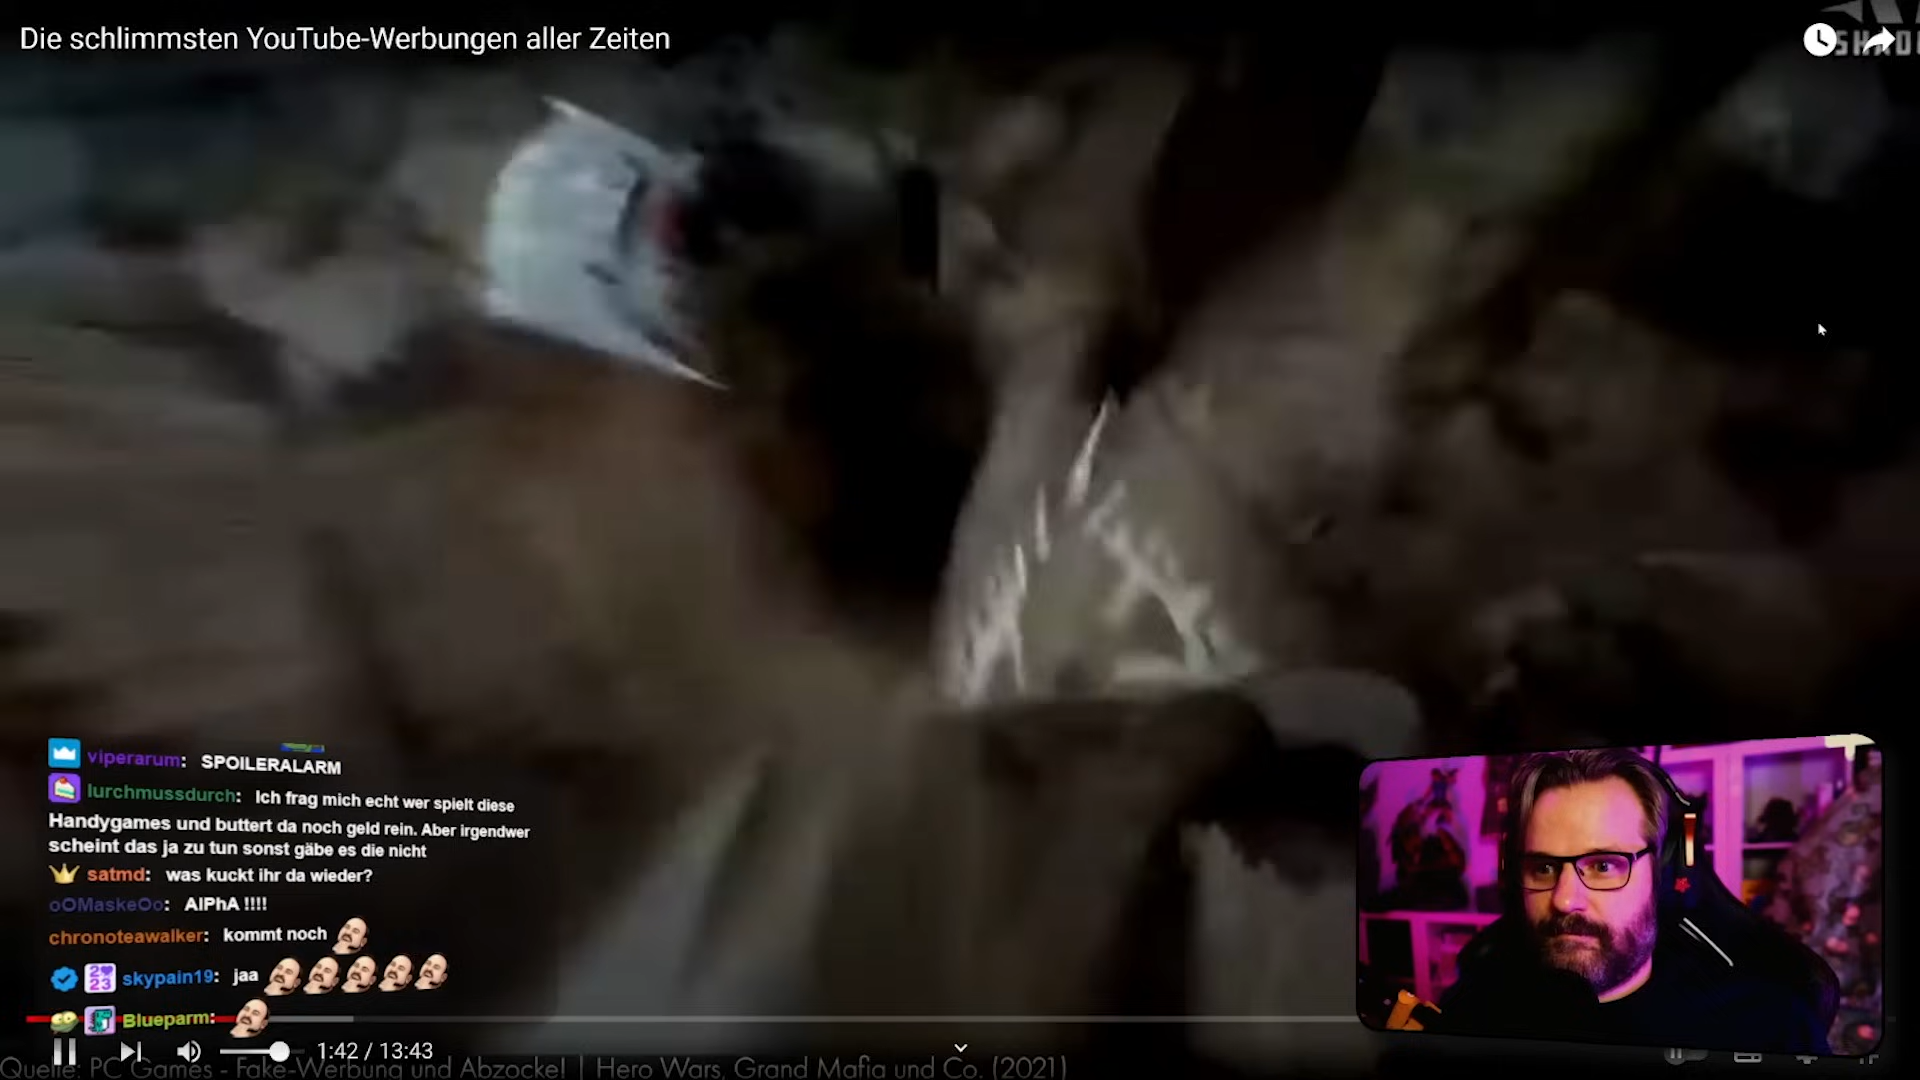 Die schlimmsten YouTube-Werbungen aller Zeiten
viperarum: SPOILERALARM
lurchmussdurch: Ich frag mich echt wer spielt diese
Handygames und buttert da noch geld rein. Aber irgendwer
scheint das ja zu tun sonst gäbe es die nicht
satmd: was kuckt ihr da wieder?
oOMaskeOo: AlPhA !!!!
chronoteawalker: kommt noch
skypain19: jaa
Blueparm:
1:42 / 13:43
Quelle: PC Games - Fake-Werbung und Abzocke! | Hero Wars, Grand Mafia und Co. (2021)